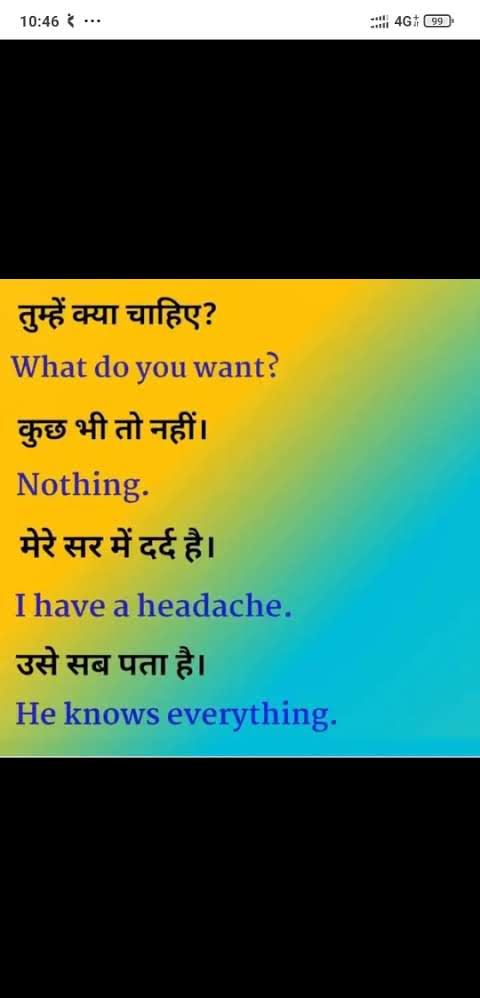 10:46 ... 4G 99
तुम्हें क्या चाहिए?
What do you want?
कुछ भी तो नहीं।
Nothing.
मेरे सर में दर्द है।
I have a headache.
उसे सब पता है।
He knows everything.